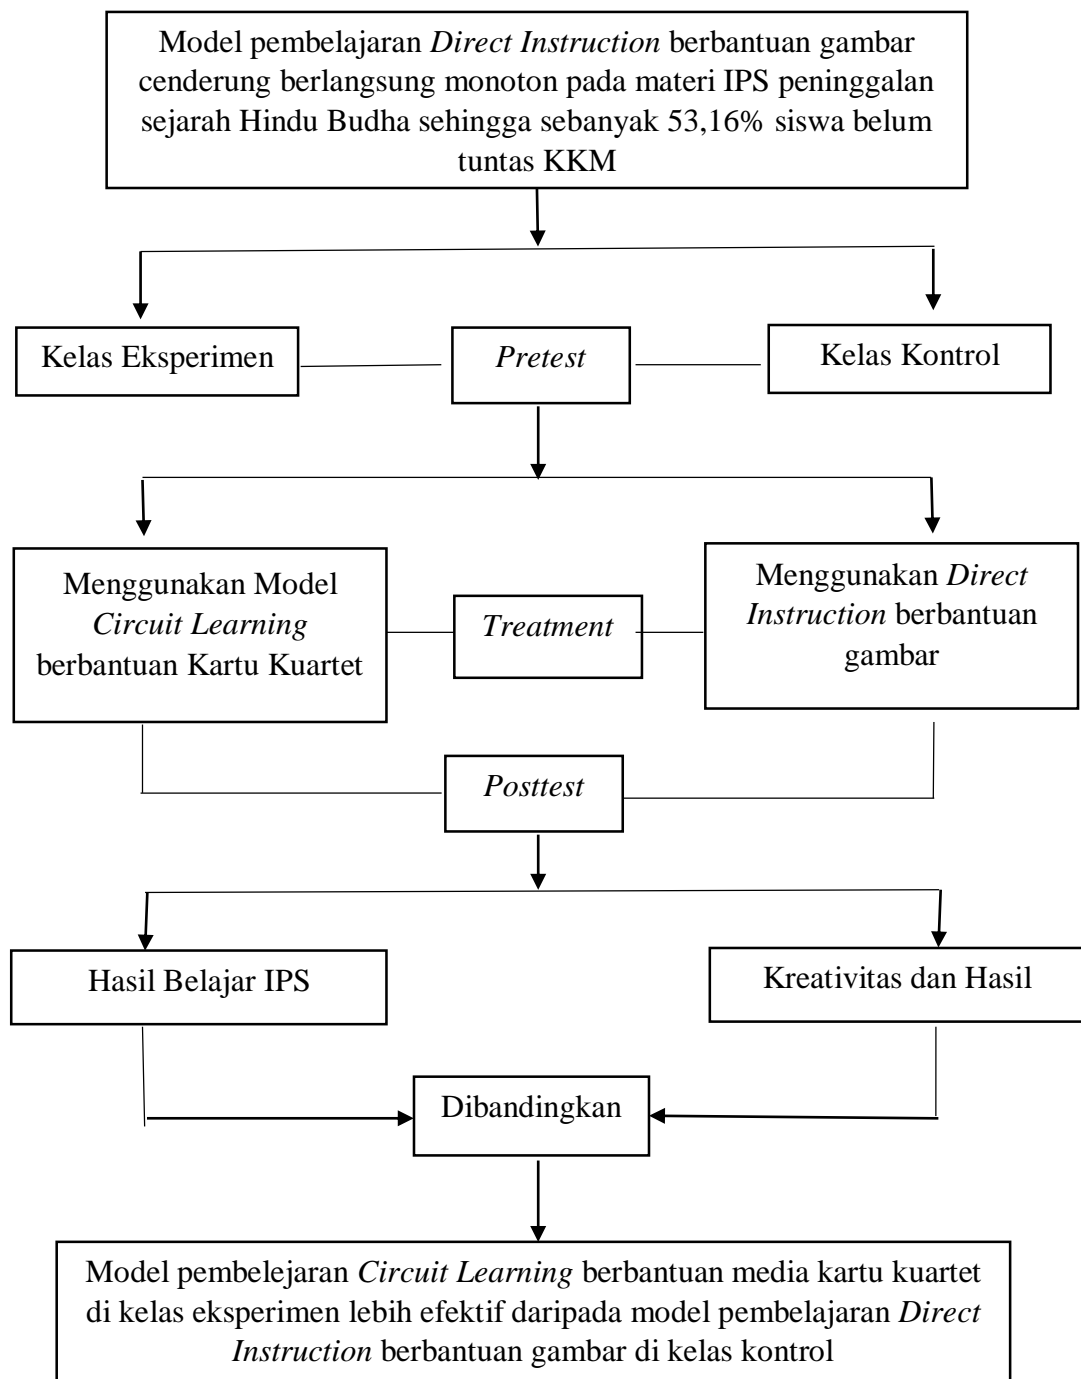 Model pembelajaran Direct Instruction berbantuan gambar
cenderung berlangsung monoton pada materi IPS peninggalan
sejarah Hindu Budha sehingga sebanyak 53,16% siswa belum
tuntas KKM
Kelas Eksperimen
Pretest
Kelas Kontrol
Menggunakan Model
Circuit Learning
berbantuan Kartu Kuartet
Treatment
Menggunakan Direct
Instruction berbantuan
gambar
Posttest
Hasil Belajar IPS
Kreativitas dan Hasil
Dibandingkan
Model pembelejaran Circuit Learning berbantuan media kartu kuartet
di kelas eksperimen lebih efektif daripada model pembelajaran Direct
Instruction berbantuan gambar di kelas kontrol